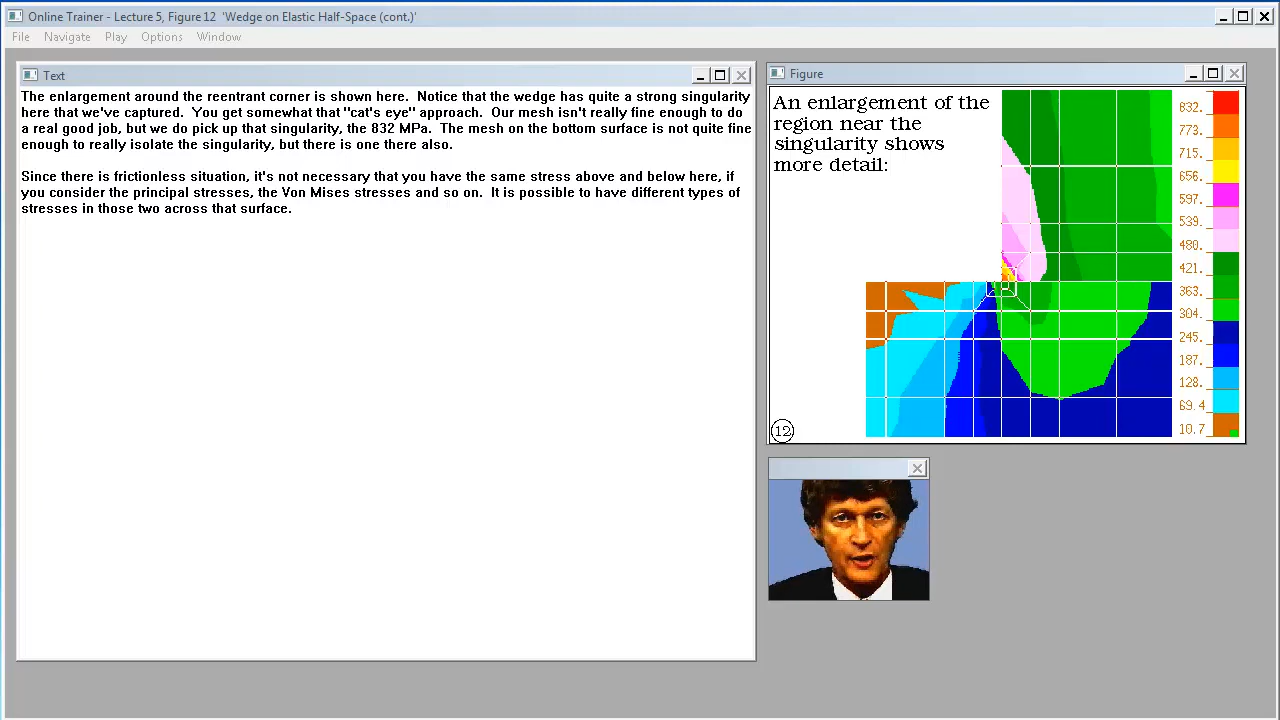 Online Trainer - Lecture 5, Figure 12  'Wedge on Elastic Half-Space (cont.)'
File  Navigate  Play  Options  Window
Text
The enlargement around the reentrant corner is shown here.  Notice that the wedge has quite a strong singularity
here that we've captured.  You get somewhat that "cat's eye" approach.  Our mesh isn't really fine enough to do
a real good job, but we do pick up that singularity, the 832 MPa.  The mesh on the bottom surface is not quite fine
enough to really isolate the singularity, but there is one there also.
Since there is frictionless situation, it's not necessary that you have the same stress above and below here, if
you consider the principal stresses, the Von Mises stresses and so on.  It is possible to have different types of
stresses in those two across that surface.
Figure
An enlargement of the
region near the
singularity shows
more detail:
832.
773.
715.
656.
597.
539.
480.
421.
363.
304.
245.
187.
128.
69.4
10.7
12